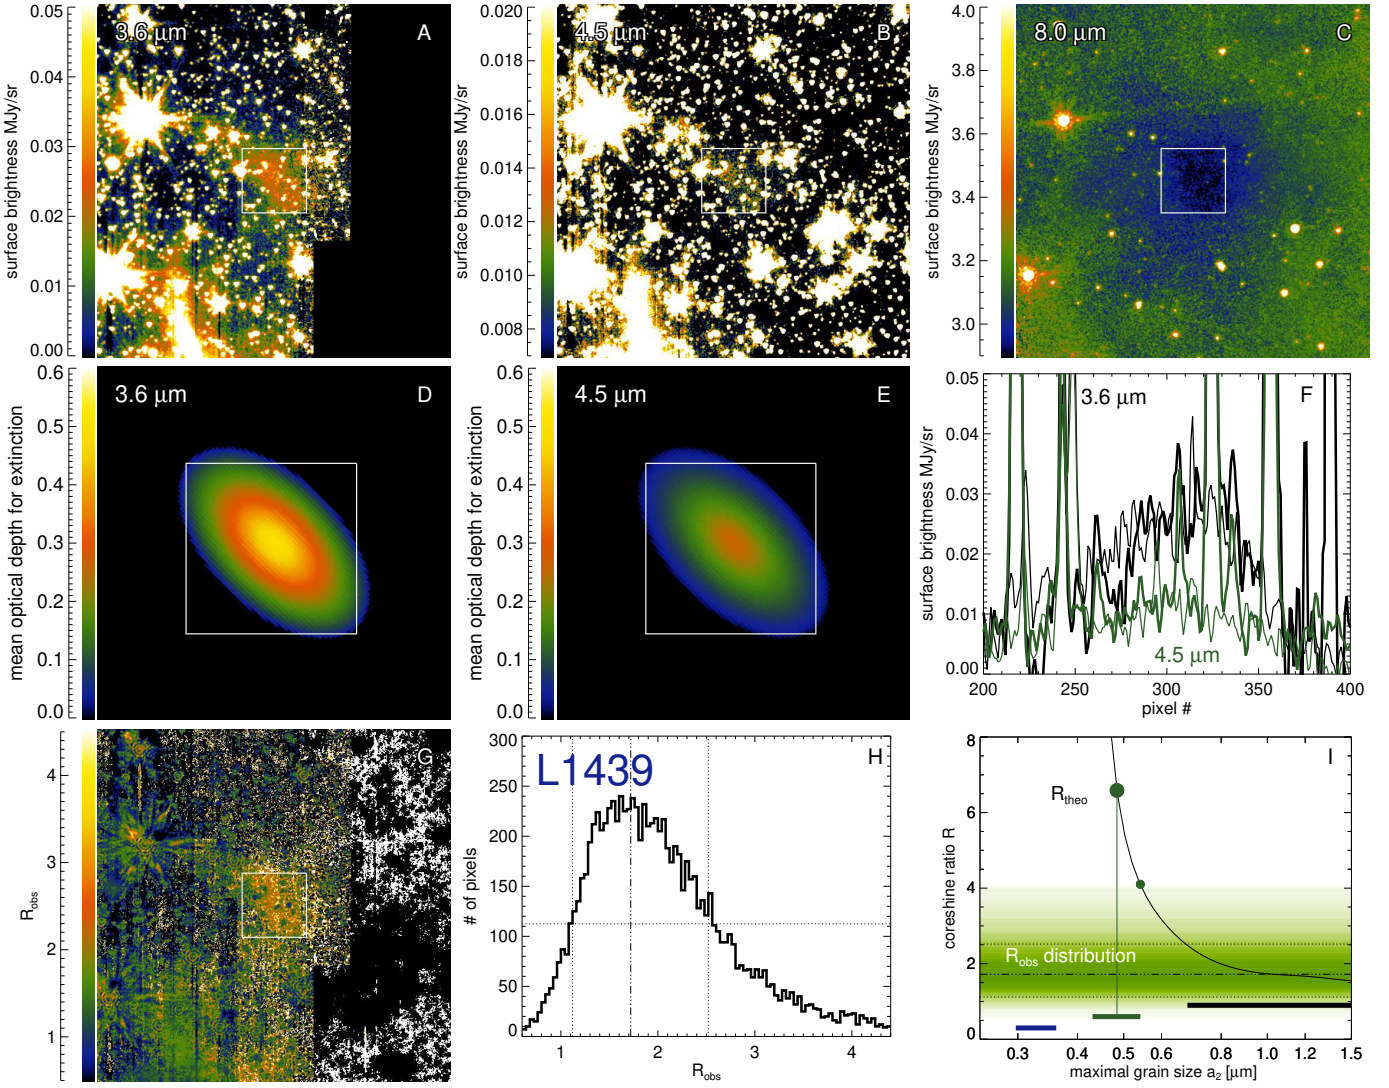 3.6 μm
A
surface brightness MJy/sr
0.05
0.04
0.03
0.02
0.01
0.00
4.5 μm
B
surface brightness MJy/sr
0.020
0.018
0.016
0.014
0.012
0.010
0.008
8.0 μm
C
surface brightness MJy/sr
4.0
3.8
3.6
3.4
3.2
3.0
3.6 μm
D
mean optical depth for extinction
0.6
0.5
0.4
0.3
0.2
0.1
0.0
4.5 μm
E
mean optical depth for extinction
0.6
0.5
0.4
0.3
0.2
0.1
0.0
3.6 μm
F
4.5 μm
surface brightness MJy/sr
0.05
0.04
0.03
0.02
0.01
0.00
200 250 300 350 400
pixel #
G
R_obs
4
3
2
1
L1439
H
# of pixels
300
250
200
150
100
50
0
1 2 3 4
R_obs
I
R_theo
R_obs distribution
coreshine ratio R
8
6
4
2
0
0.3 0.4 0.5 0.6 0.8 1.0 1.2 1.5
maximal grain size a₂ [μm]